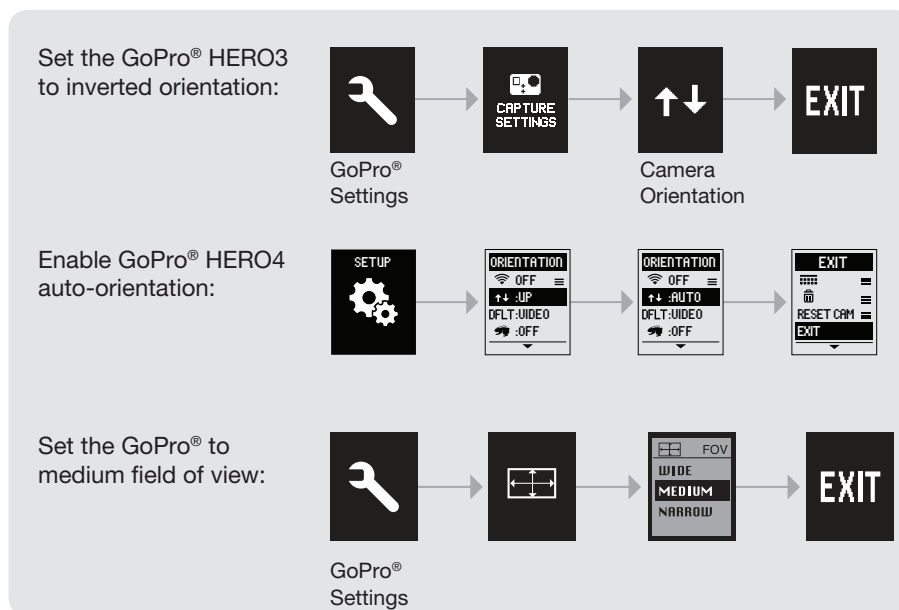 Set the GoPro® HERO3
to inverted orientation:
CAPTURE
SETTINGS
EXIT
GoPro®
Settings
Camera
Orientation
Enable GoPro® HERO4
auto-orientation:
SETUP
ORIENTATION
OFF
:UP
DFLT:VIDEO
:OFF
ORIENTATION
OFF
:AUTO
DFLT:VIDEO
:OFF
EXIT
RESET CAM
EXIT
Set the GoPro® to
medium field of view:
FOV
WIDE
MEDIUM
NARROW
EXIT
GoPro®
Settings